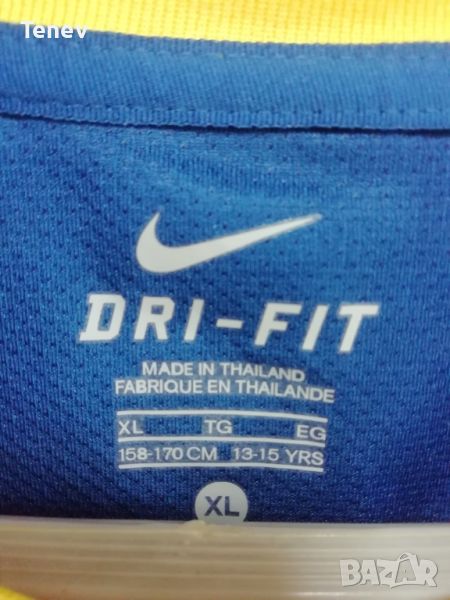 Tenev
DRI-FIT
MADE IN THAILAND
FABRIQUE EN THAILANDE
XL TG EG
158-170 CM 13-15 YRS
XL
BAZAR